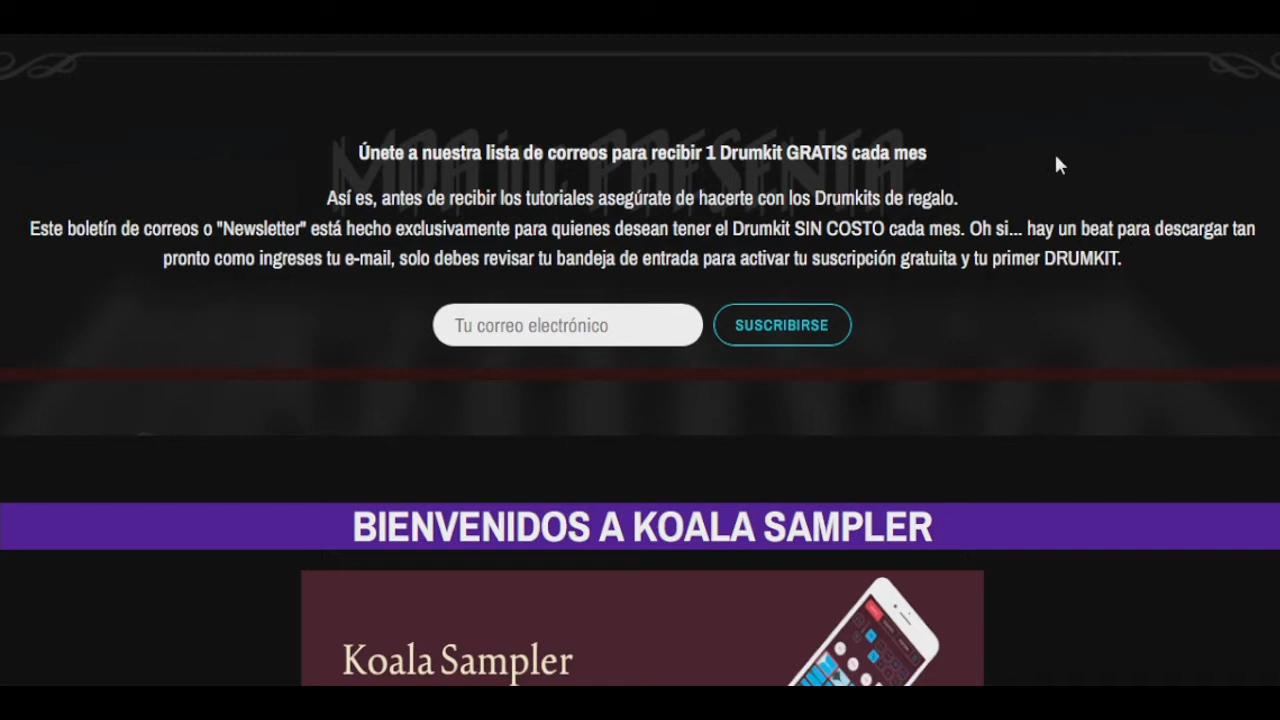 Únete a nuestra lista de correos para recibir 1 Drumkit GRATIS cada mes
Así es, antes de recibir los tutoriales asegúrate de hacerte con los Drumkits de regalo.
Este boletín de correos o "Newsletter" está hecho exclusivamente para quienes desean tener el Drumkit SIN COSTO cada mes. Oh si... hay un beat para descargar tan
pronto como ingreses tu e-mail, solo debes revisar tu bandeja de entrada para activar tu suscripción gratuita y tu primer DRUMKIT.
Tu correo electrónico
SUSCRIBIRSE
BIENVENIDOS A KOALA SAMPLER
Koala Sampler